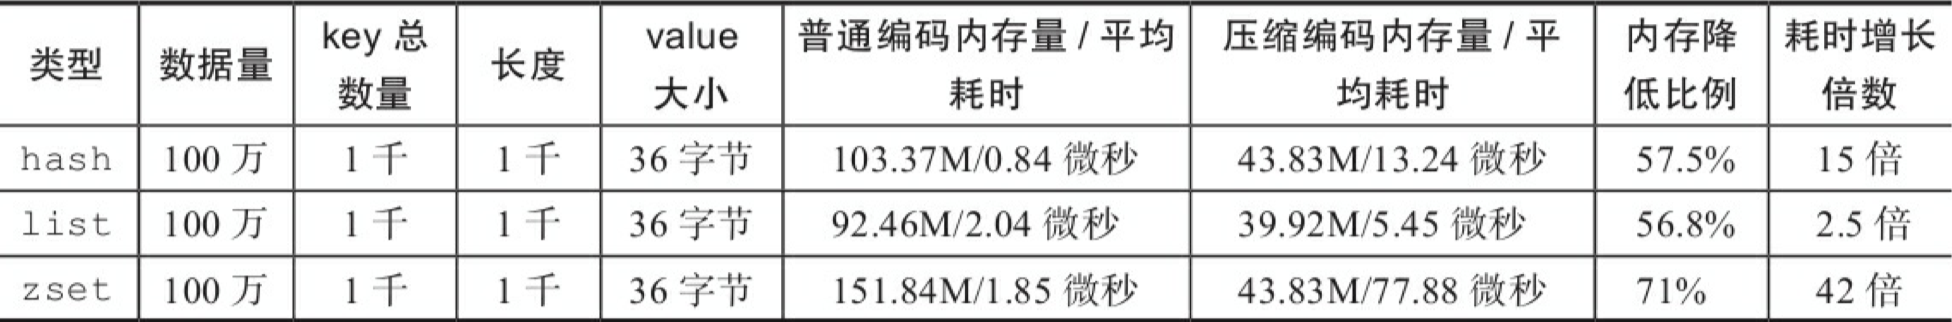 类型 数据量 key 总数量 长度 value 大小 普通编码内存量 / 平均耗时 压缩编码内存量 / 平均耗时 内存降低比例 耗时增长倍数
hash 100 万 1 千 1 千 36 字节 103.37M/0.84 微秒 43.83M/13.24 微秒 57.5% 15 倍
list 100 万 1 千 1 千 36 字节 92.46M/2.04 微秒 39.92M/5.45 微秒 56.8% 2.5 倍
zset 100 万 1 千 1 千 36 字节 151.84M/1.85 微秒 43.83M/77.88 微秒 71% 42 倍